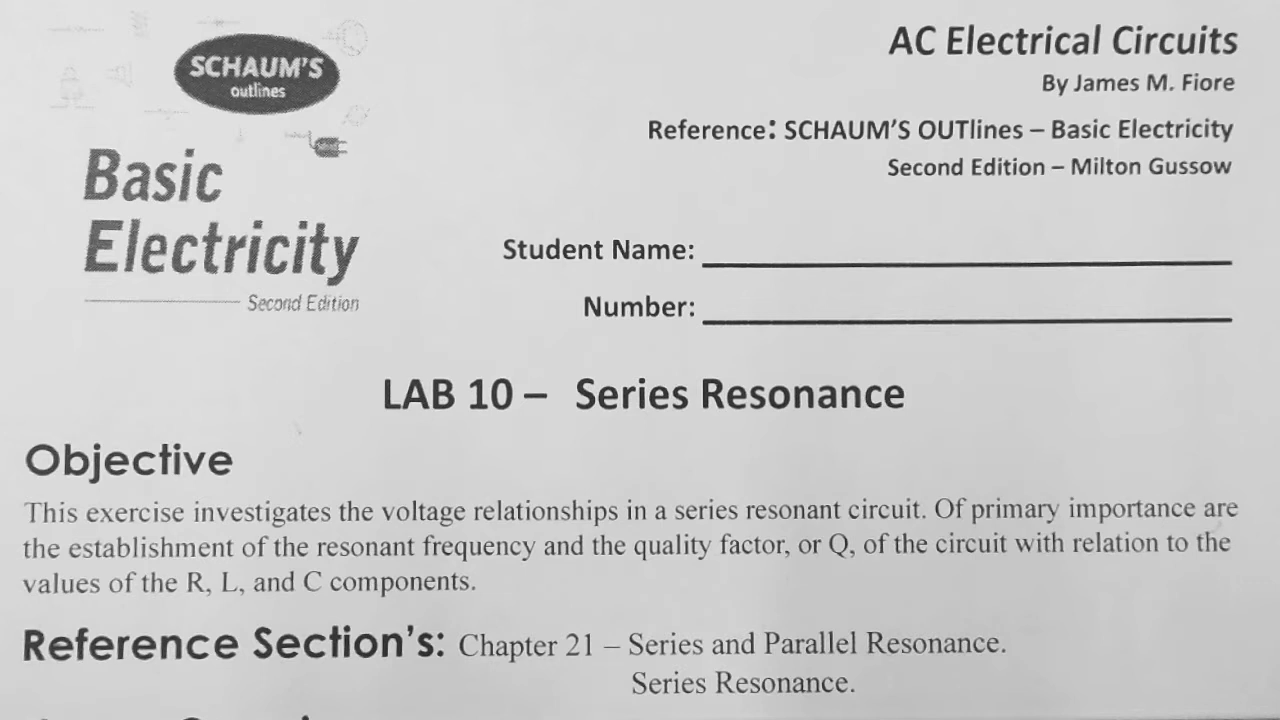 SCHAUM'S
outlines
Basic
Electricity
Second Edition
AC Electrical Circuits
By James M. Fiore
Reference: SCHAUM'S OUTlines – Basic Electricity
Second Edition – Milton Gussow
Student Name:
Number:
LAB 10 – Series Resonance
Objective
This exercise investigates the voltage relationships in a series resonant circuit. Of primary importance are
the establishment of the resonant frequency and the quality factor, or Q, of the circuit with relation to the
values of the R, L, and C components.
Reference Section's: Chapter 21 – Series and Parallel Resonance.
Series Resonance.